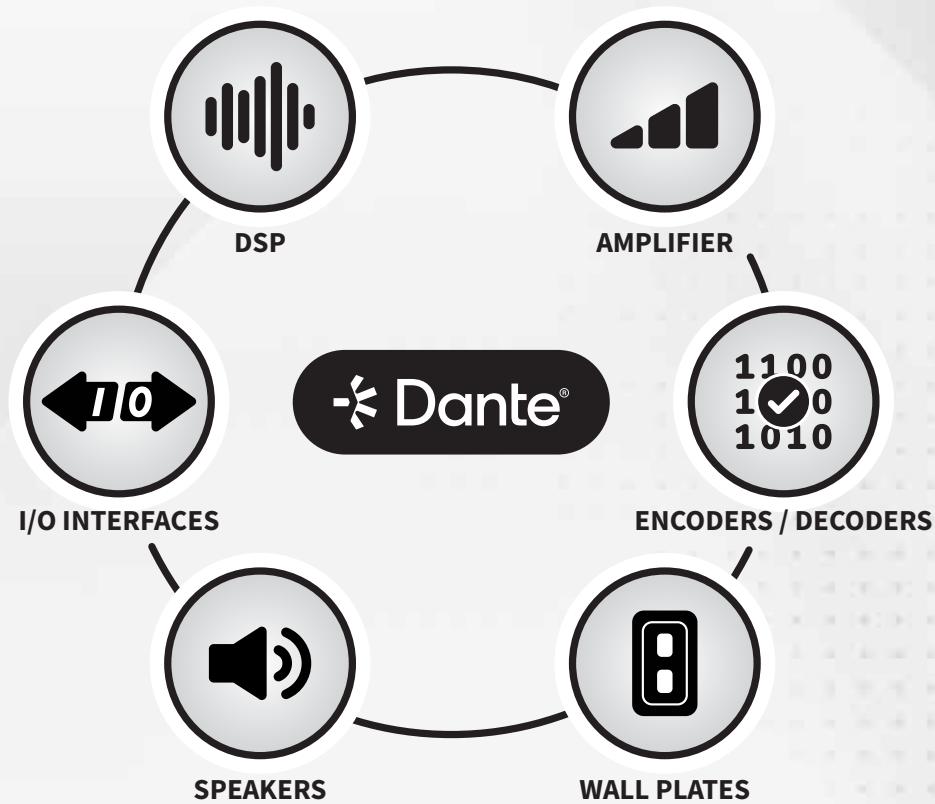 DSP
AMPLIFIER
I/O
Dante®
1100
1 0
1010
I/O INTERFACES
ENCODERS / DECODERS
SPEAKERS
WALL PLATES